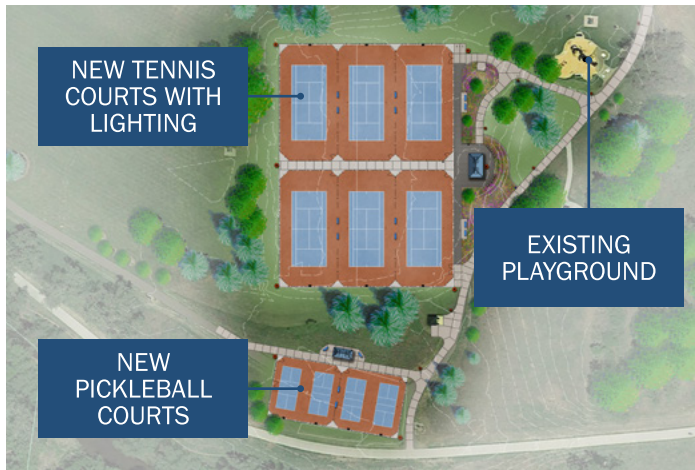 NEW TENNIS
COURTS WITH
LIGHTING
EXISTING
PLAYGROUND
NEW
PICKLEBALL
COURTS